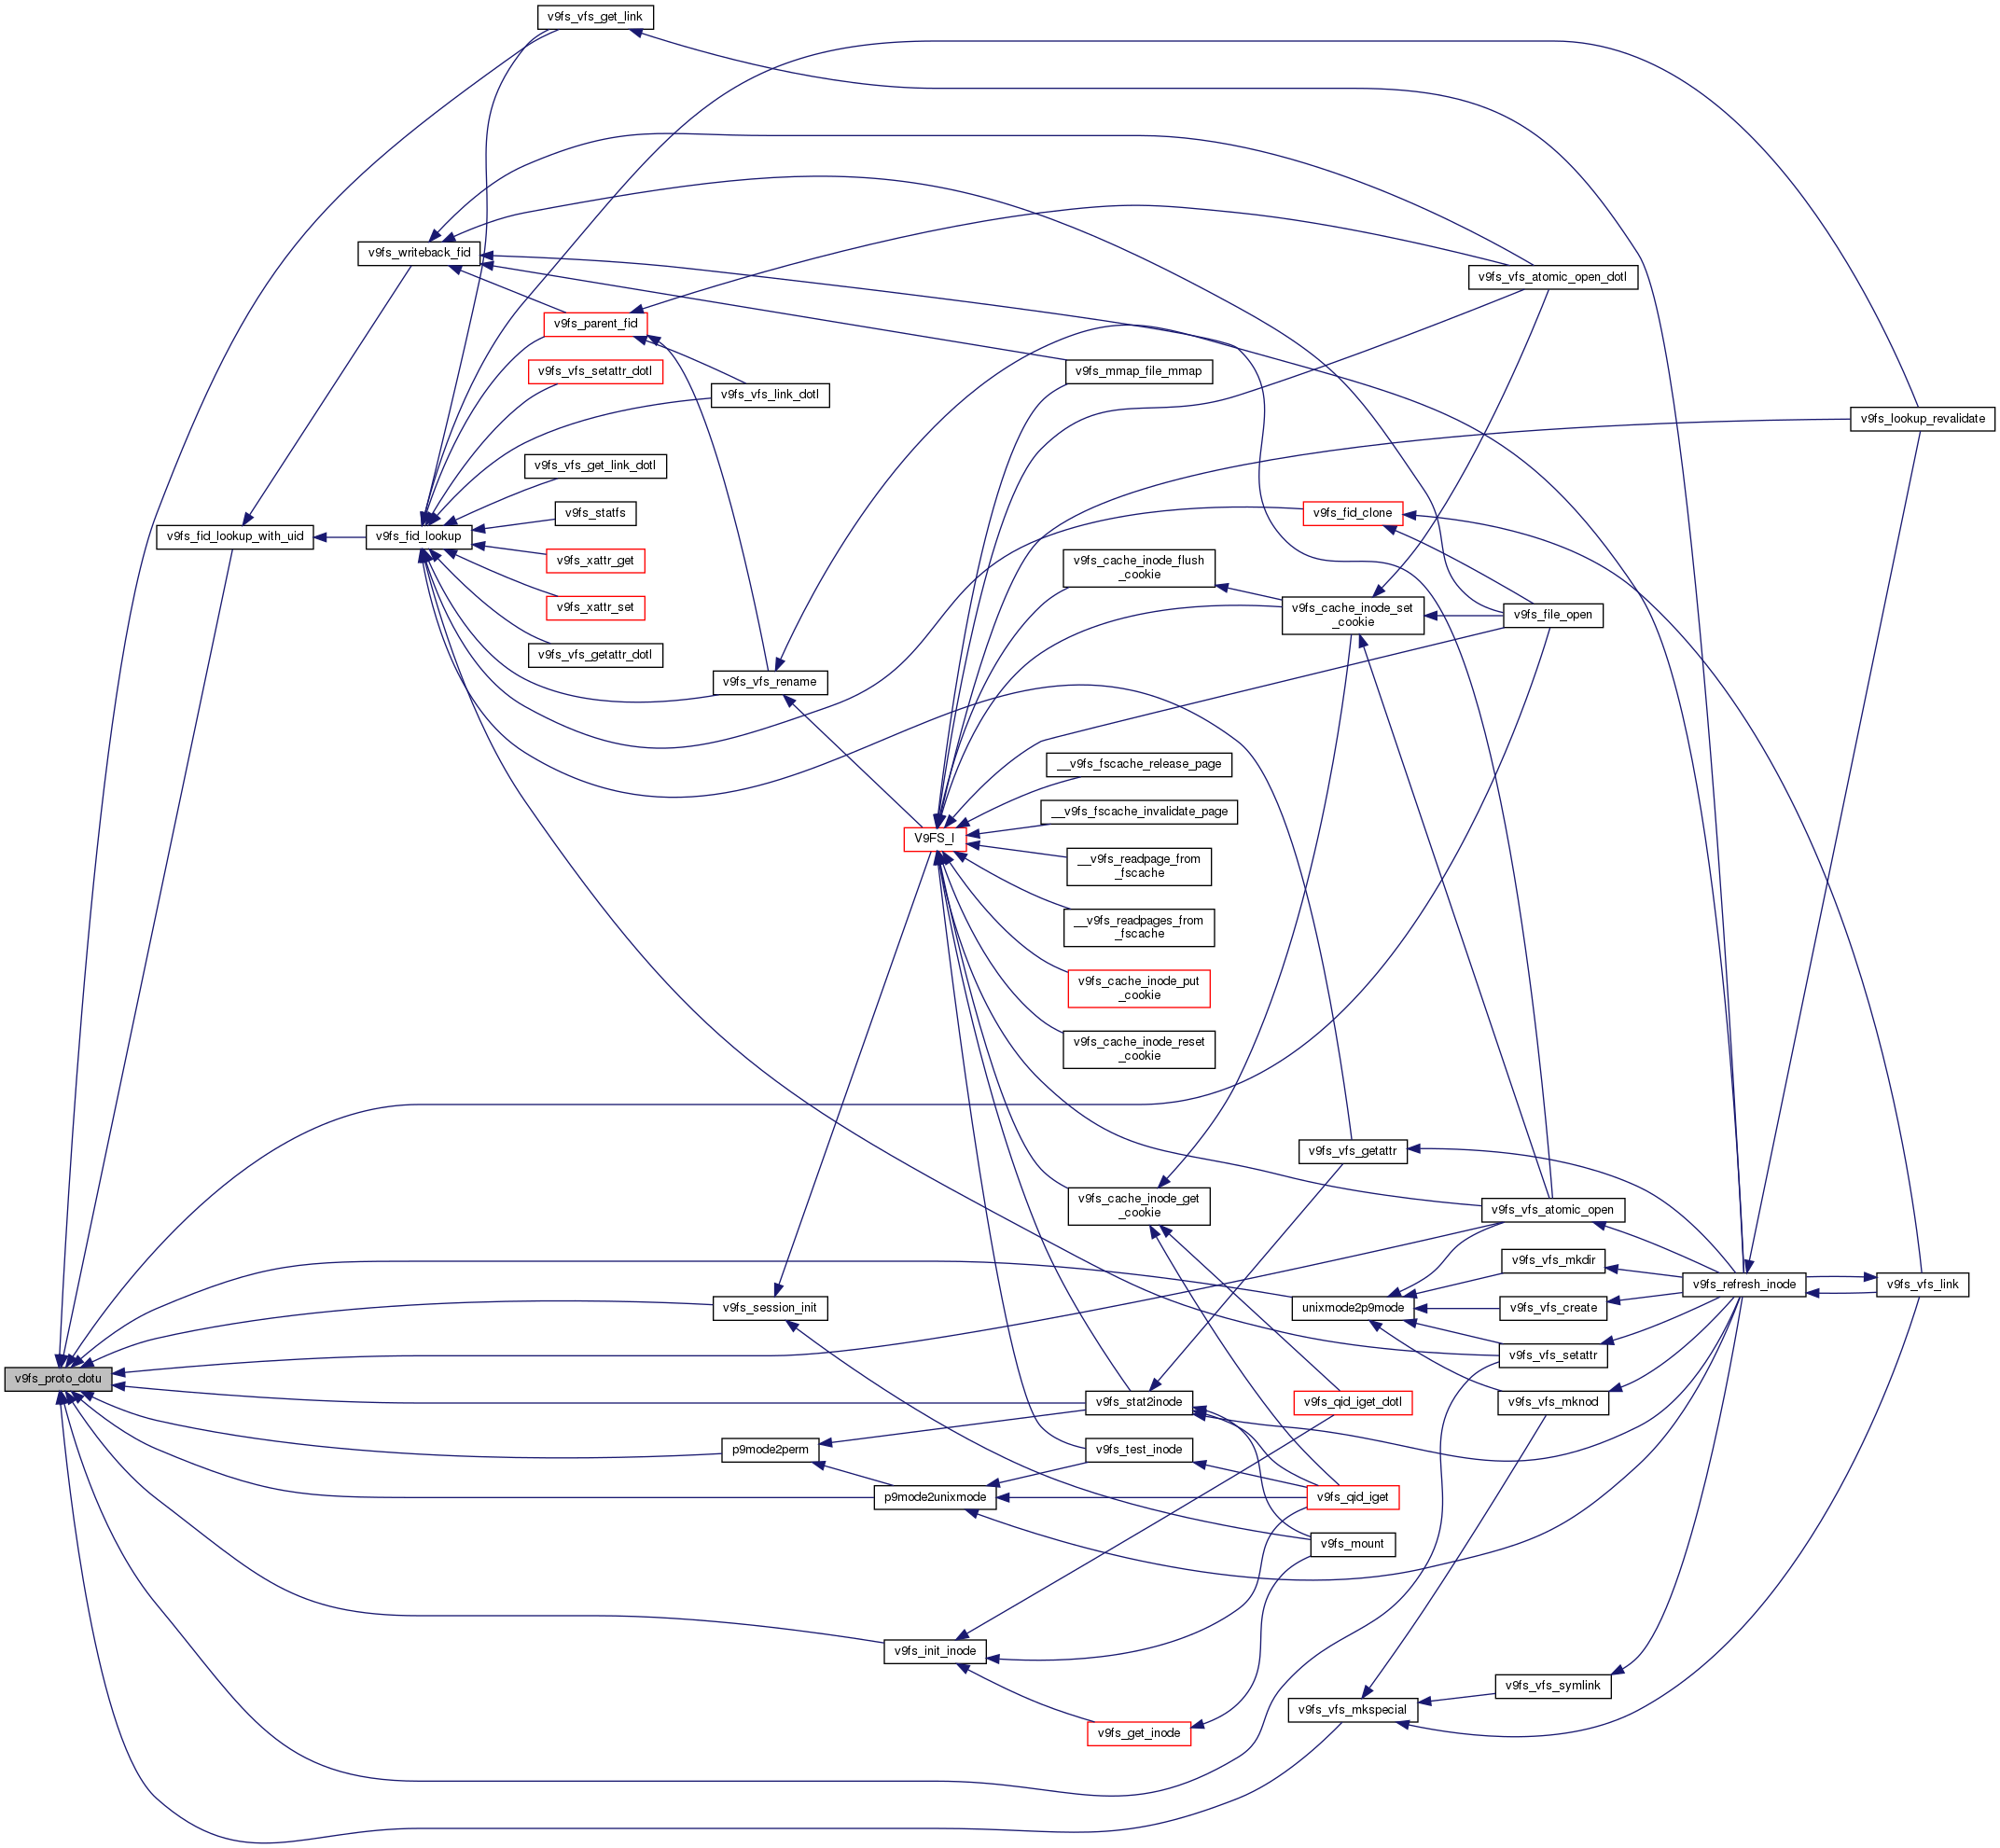 v9fs_vfs_get_link
v9fs_writeback_fid
v9fs_vfs_atomic_open_dotl
v9fs_parent_fid
v9fs_vfs_setattr_dotl
v9fs_mmap_file_mmap
v9fs_vfs_link_dotl
v9fs_lookup_revalidate
v9fs_vfs_get_link_dotl
v9fs_statfs
v9fs_fid_clone
v9fs_fid_lookup_with_uid
v9fs_fid_lookup
v9fs_xattr_get
v9fs_cache_inode_flush
_cookie
v9fs_xattr_set
v9fs_cache_inode_set
_cookie
v9fs_file_open
v9fs_vfs_getattr_dotl
v9fs_vfs_rename
__v9fs_fscache_release_page
__v9fs_fscache_invalidate_page
V9FS_I
__v9fs_readpage_from
_fscache
__v9fs_readpages_from
_fscache
v9fs_cache_inode_put
_cookie
v9fs_cache_inode_reset
_cookie
v9fs_vfs_getattr
v9fs_cache_inode_get
_cookie
v9fs_vfs_atomic_open
v9fs_vfs_mkdir
v9fs_refresh_inode
v9fs_vfs_link
v9fs_session_init
unixmode2p9mode
v9fs_vfs_create
v9fs_vfs_setattr
v9fs_proto_dotu
v9fs_stat2inode
v9fs_qid_iget_dotl
v9fs_vfs_mknod
p9mode2perm
v9fs_test_inode
p9mode2unixmode
v9fs_qid_iget
v9fs_mount
v9fs_init_inode
v9fs_vfs_symlink
v9fs_vfs_mkspecial
v9fs_get_inode